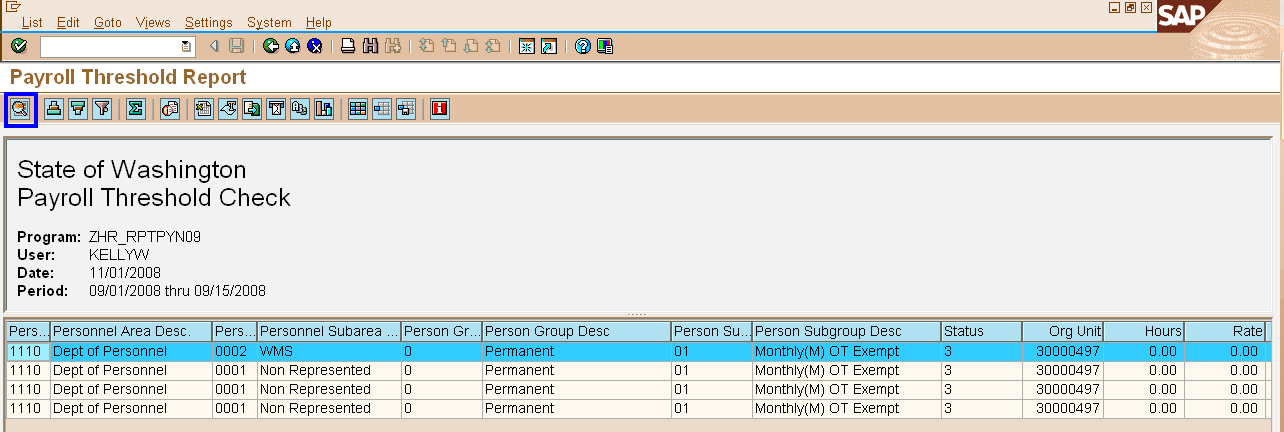 List Edit Goto Views Settings System Help
SAP
Payroll Threshold Report
State of Washington
Payroll Threshold Check
Program: ZHR_RPTPYN09
User: KELLYW
Date: 11/01/2008
Period: 09/01/2008 thru 09/15/2008
Pers... Personnel Area Desc. Pers... Personnel Subarea ... Person Gr... Person Group Desc Person Su... Person Subgroup Desc Status Org Unit Hours Rate
1110 Dept of Personnel 0002 WMS 0 Permanent 01 Monthly(M) OT Exempt 3 30000497 0.00 0.00
1110 Dept of Personnel 0001 Non Represented 0 Permanent 01 Monthly(M) OT Exempt 3 30000497 0.00 0.00
1110 Dept of Personnel 0001 Non Represented 0 Permanent 01 Monthly(M) OT Exempt 3 30000497 0.00 0.00
1110 Dept of Personnel 0001 Non Represented 0 Permanent 01 Monthly(M) OT Exempt 3 30000497 0.00 0.00